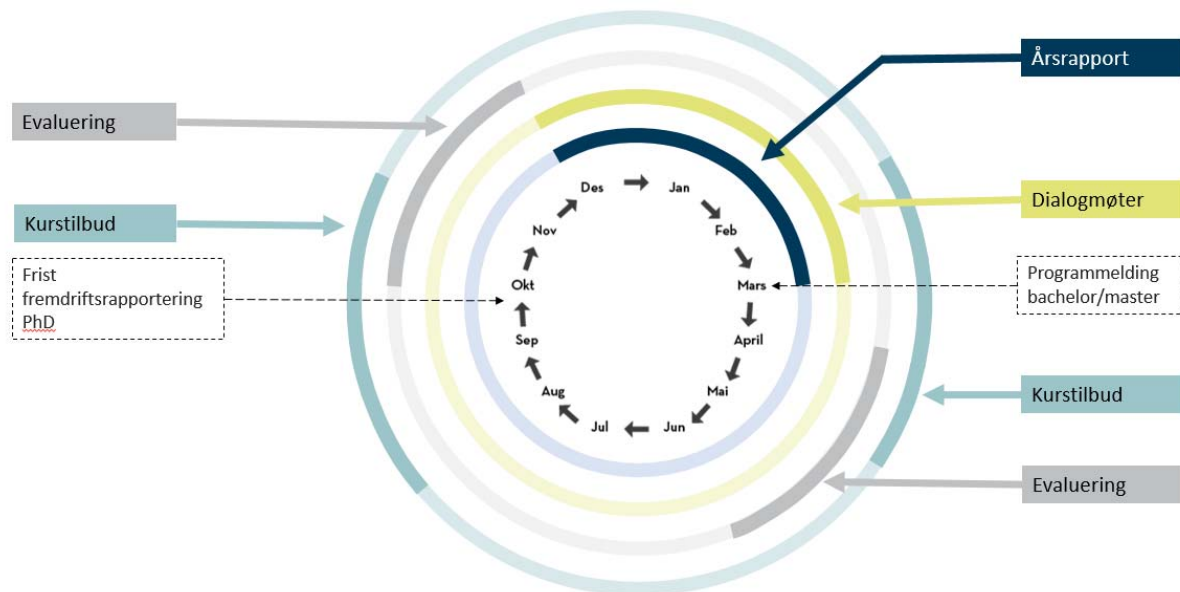 Årsrapport
Evaluering
Dialogmøter
Kurstilbud
Frist
fremdriftsrapportering
PhD
Programmelding
bachelor/master
Kurstilbud
Evaluering
Jan
Feb
Mars
April
Mai
Jun
Jul
Aug
Sep
Okt
Nov
Des